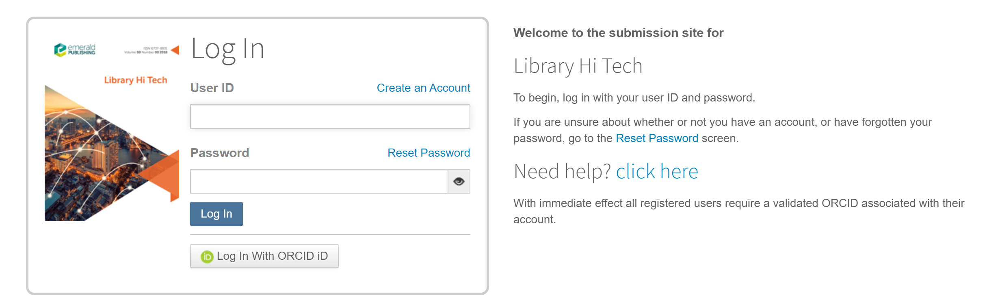 emerald
PUBLISHING
ISSN 0737-8831
Volume 00 Number 00 2018
Library Hi Tech
Log In
User ID
Create an Account
Password
Reset Password
Log In
iD Log In With ORCID iD
Welcome to the submission site for
Library Hi Tech
To begin, log in with your user ID and password.
If you are unsure about whether or not you have an account, or have forgotten your
password, go to the Reset Password screen.
Need help? click here
With immediate effect all registered users require a validated ORCID associated with their
account.